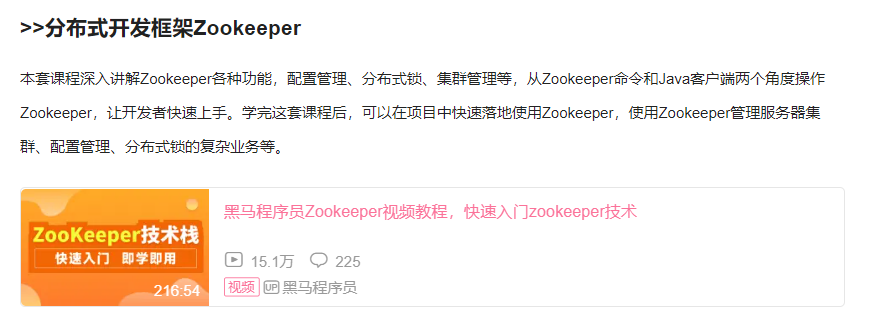 >>分布式开发框架Zookeeper
本套课程深入讲解Zookeeper各种功能，配置管理、分布式锁、集群管理等，从Zookeeper命令和Java客户端两个角度操作
Zookeeper，让开发者快速上手。学完这套课程后，可以在项目中快速落地使用Zookeeper，使用Zookeeper管理服务器集
群、配置管理、分布式锁的复杂业务等。
ZooKeeper技术栈
快速入门 即学即用
216:54
黑马程序员Zookeeper视频教程，快速入门zookeeper技术
15.1万 225
视频 UP 黑马程序员